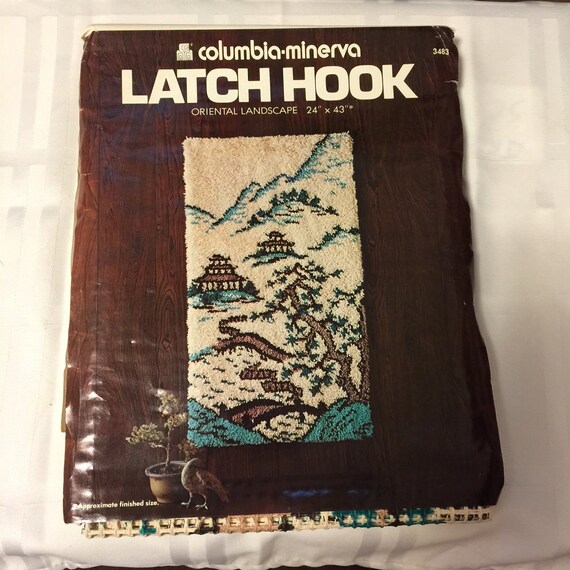 columbia-minerva
3483
LATCH HOOK
ORIENTAL LANDSCAPE 24" x 43"*
*Approximate finished size.